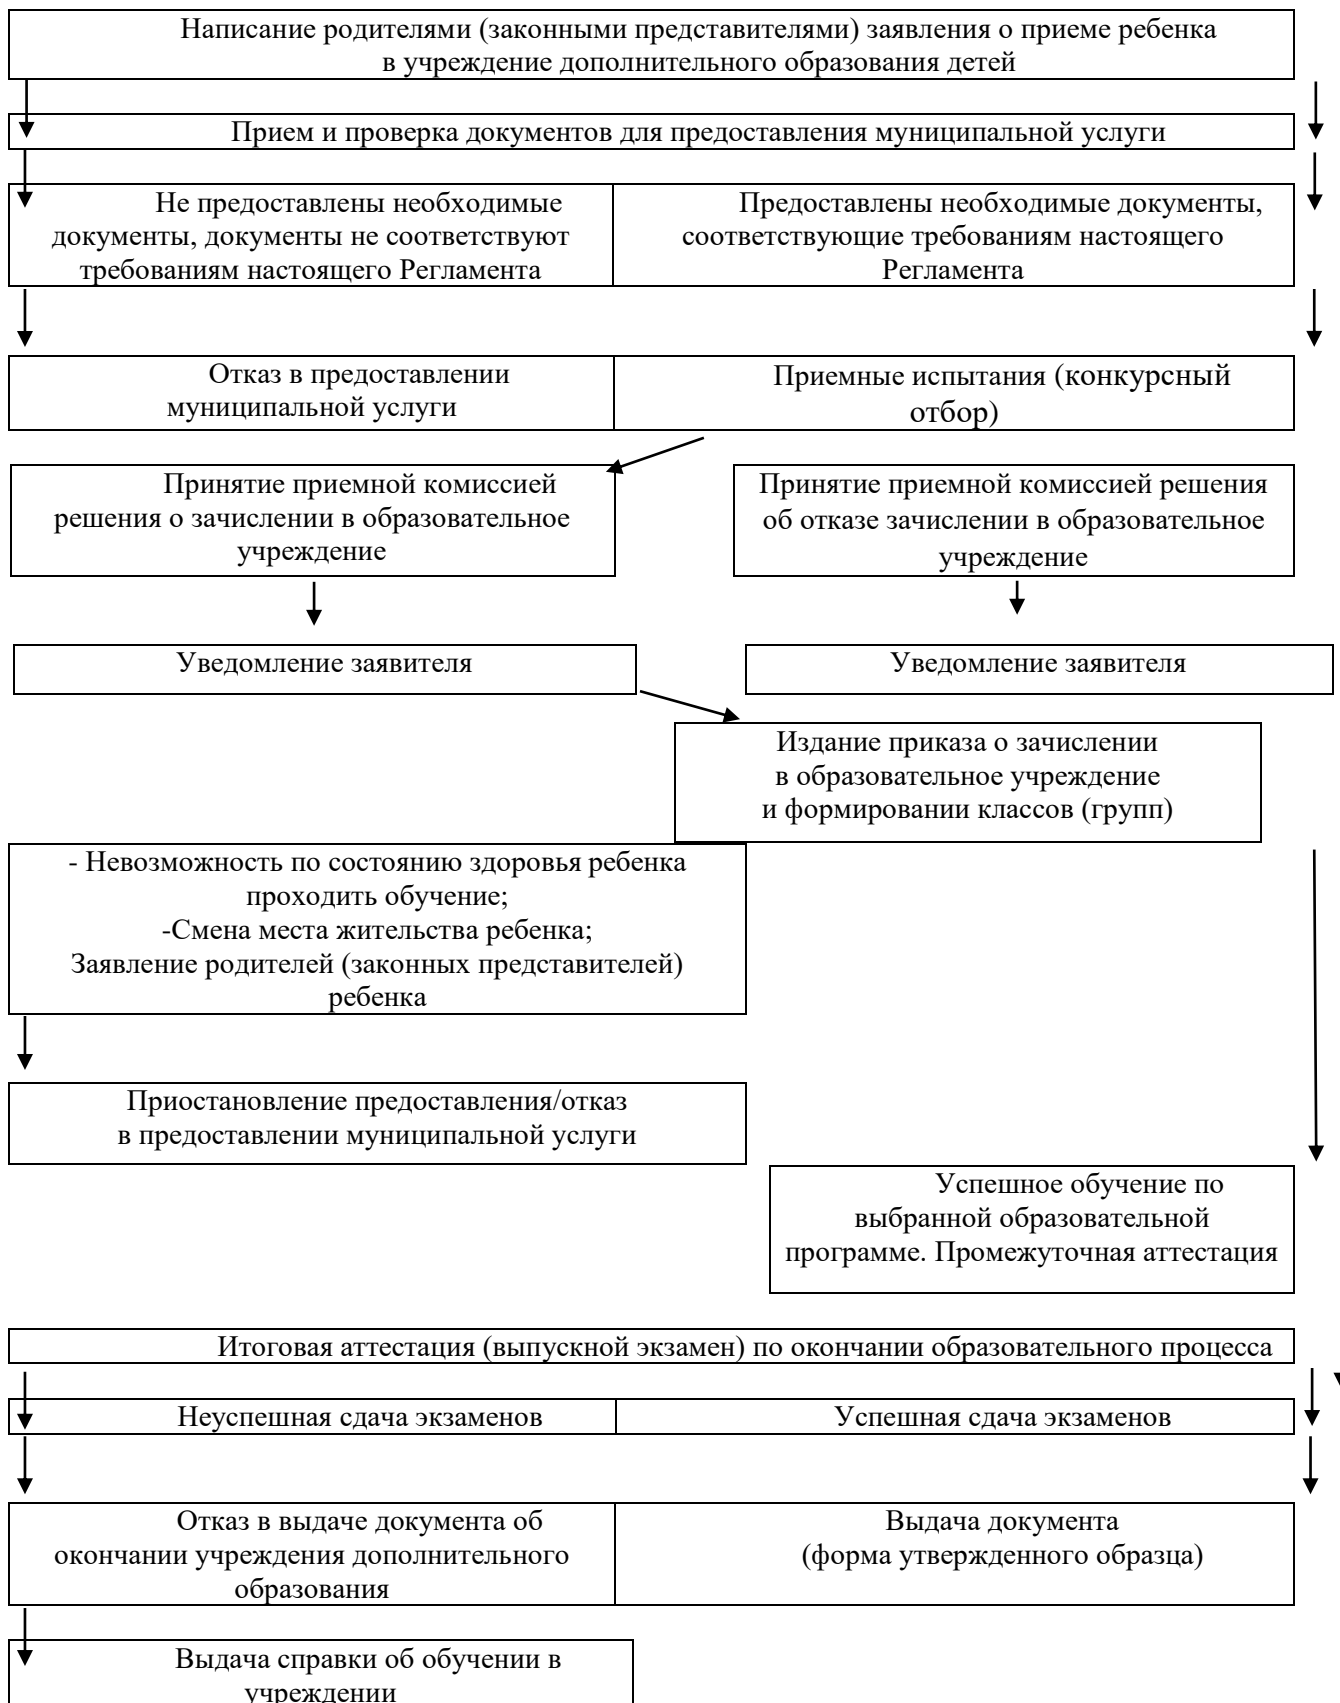 Написание родителями (законными представителями) заявления о приеме ребенка
в учреждение дополнительного образования детей
Прием и проверка документов для предоставления муниципальной услуги
Не предоставлены необходимые
документы, документы не соответствуют
требованиям настоящего Регламента
Предоставлены необходимые документы,
соответствующие требованиям настоящего
Регламента
Отказ в предоставлении
муниципальной услуги
Приемные испытания (конкурсный
отбор)
Принятие приемной комиссией
решения о зачислении в образовательное
учреждение
Принятие приемной комиссией решения
об отказе зачислении в образовательное
учреждение
Уведомление заявителя
Уведомление заявителя
Издание приказа о зачислении
в образовательное учреждение
и формировании классов (групп)
- Невозможность по состоянию здоровья ребенка
проходить обучение;
-Смена места жительства ребенка;
Заявление родителей (законных представителей)
ребенка
Приостановление предоставления/отказ
в предоставлении муниципальной услуги
Успешное обучение по
выбранной образовательной
программе. Промежуточная аттестация
Итоговая аттестация (выпускной экзамен) по окончании образовательного процесса
Неуспешная сдача экзаменов
Успешная сдача экзаменов
Отказ в выдаче документа об
окончании учреждения дополнительного
образования
Выдача документа
(форма утвержденного образца)
Выдача справки об обучении в
учреждении